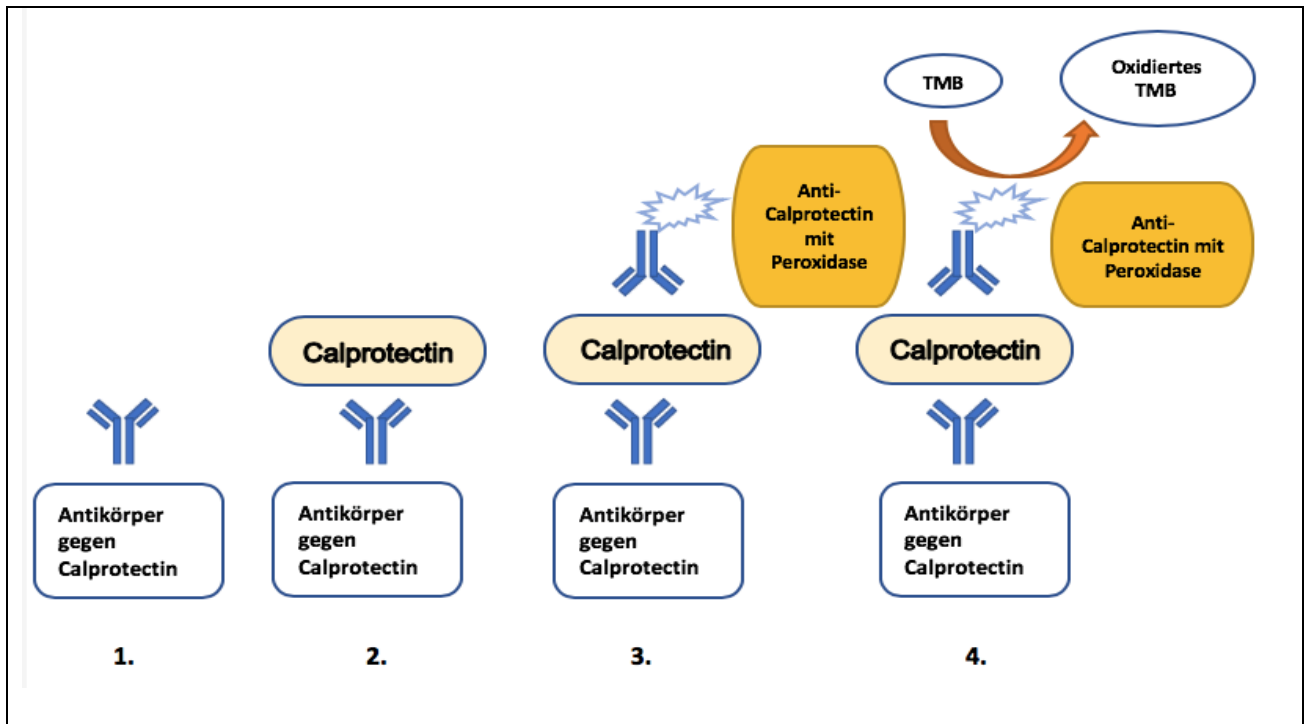 TMB
Oxidiertes
TMB
Anti-
Calprotectin
mit
Peroxidase
Anti-
Calprotectin mit
Peroxidase
Calprotectin
Calprotectin
Calprotectin
Antikörper
gegen
Calprotectin
Antikörper
gegen
Calprotectin
Antikörper
gegen
Calprotectin
Antikörper
gegen
Calprotectin
1.
2.
3.
4.